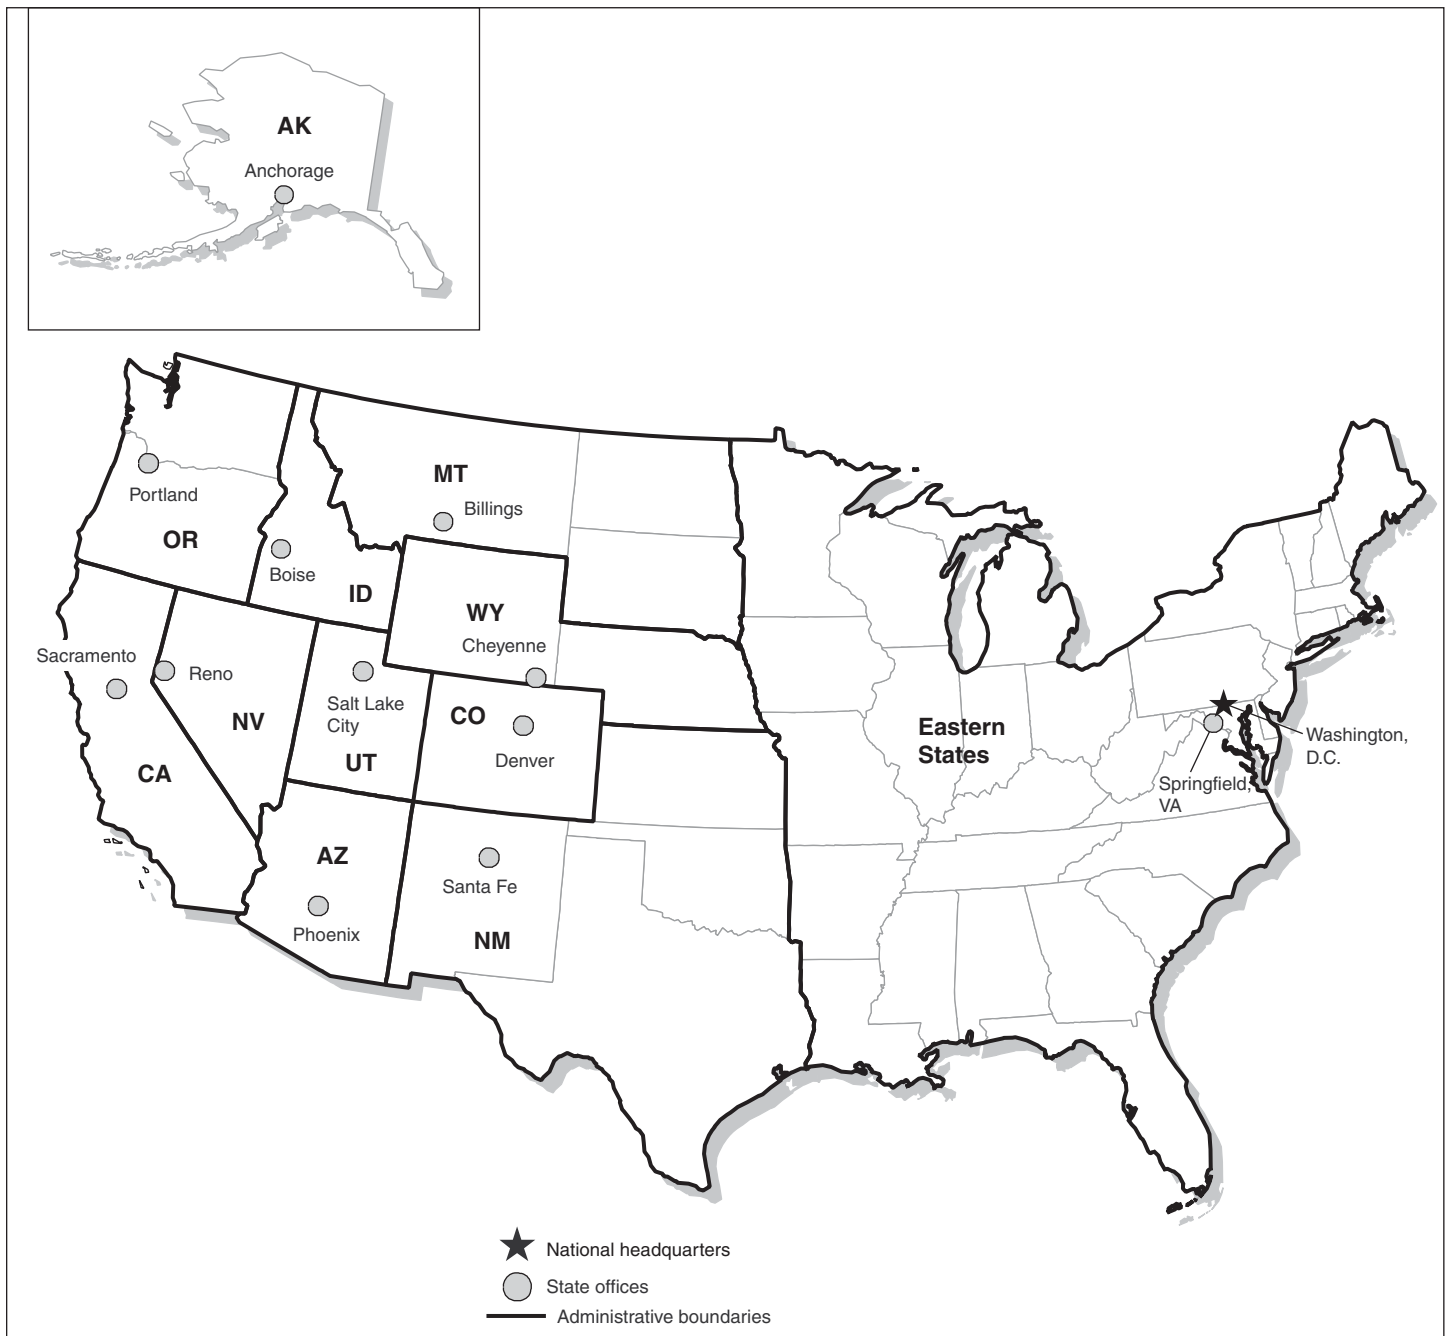 AK
Anchorage
MT
Billings
Portland
OR
Boise
ID
WY
Cheyenne
Sacramento
Reno
NV
Salt Lake
City
UT
CO
Denver
CA
Eastern
States
Washington,
D.C.
Springfield,
VA
AZ
Phoenix
Santa Fe
NM
National headquarters
State offices
Administrative boundaries